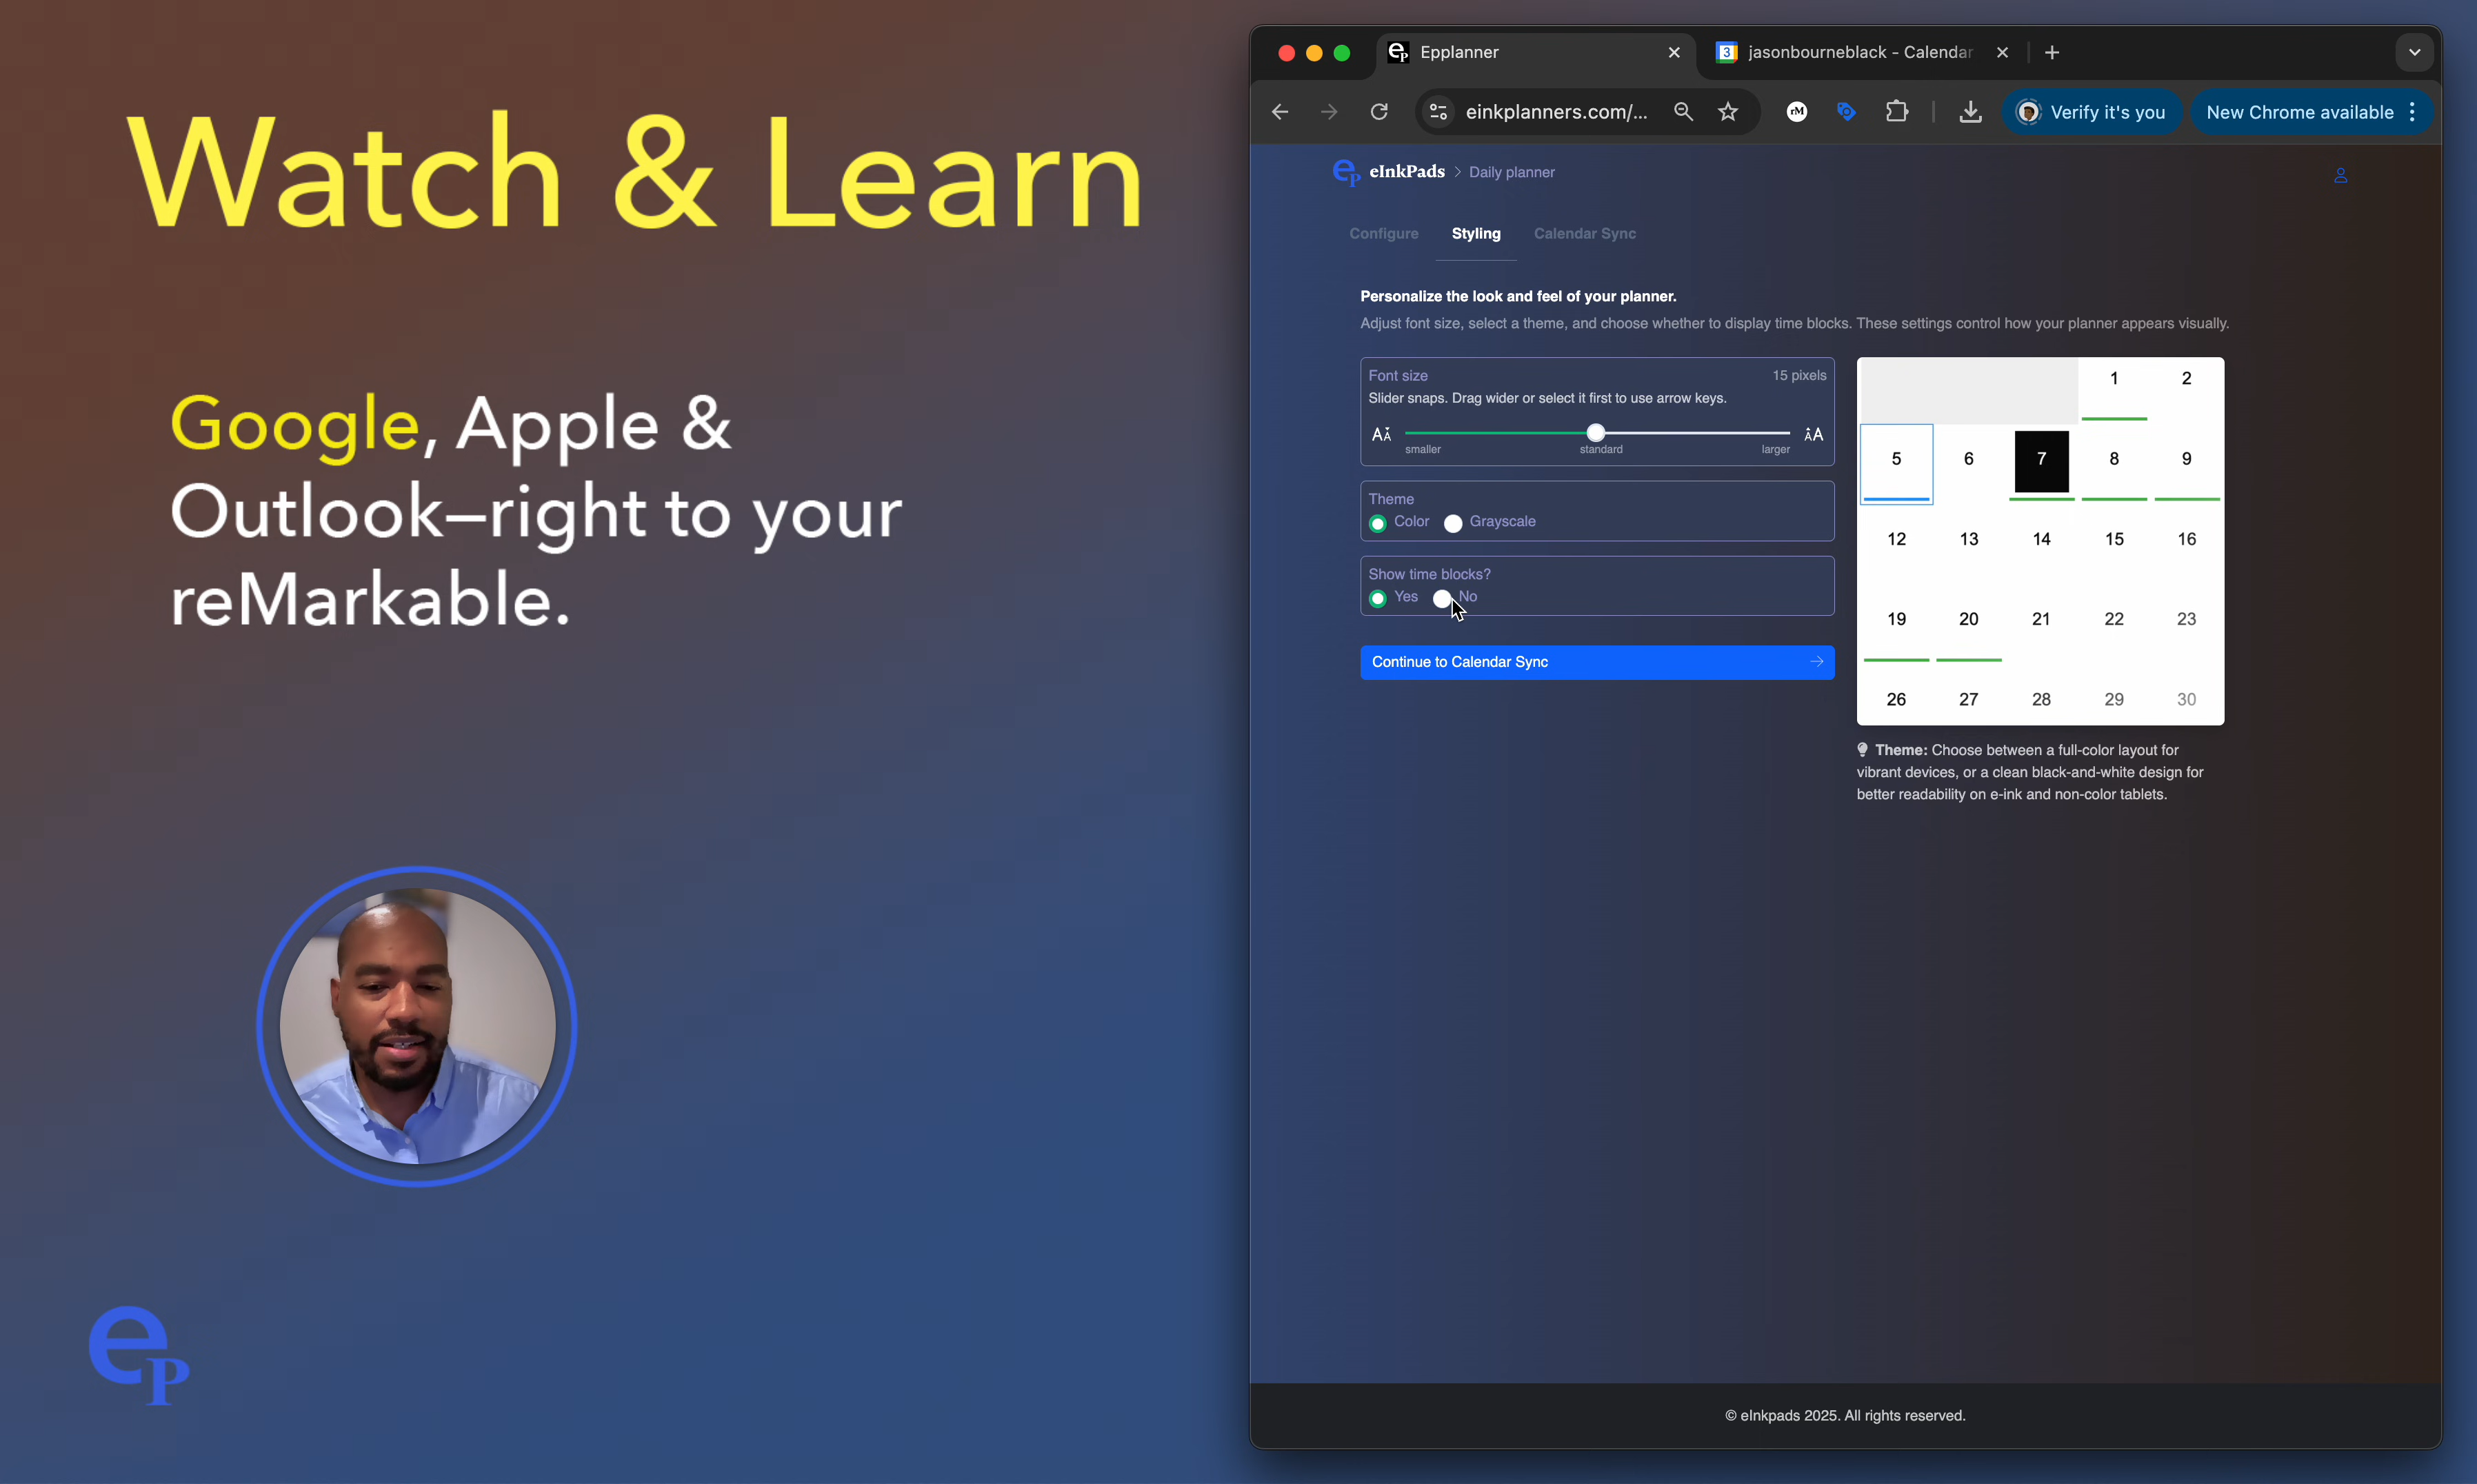 Watch & Learn
Google, Apple &
Outlook—right to your
reMarkable.
eP
eP Epplanner
3 jasonbourneblack - Calendar
einkplanners.com/...
rM
Verify it's you
New Chrome available
eP eInkPads > Daily planner
Configure Styling Calendar Sync
Personalize the look and feel of your planner.
Adjust font size, select a theme, and choose whether to display time blocks. These settings control how your planner appears visually.
Font size 15 pixels
Slider snaps. Drag wider or select it first to use arrow keys.
AA AA
smaller standard larger
Theme
Color Grayscale
Show time blocks?
Yes No
Continue to Calendar Sync
1 2
5 6 7 8 9
12 13 14 15 16
19 20 21 22 23
26 27 28 29 30
Theme: Choose between a full-color layout for
vibrant devices, or a clean black-and-white design for
better readability on e-ink and non-color tablets.
© eInkpads 2025. All rights reserved.